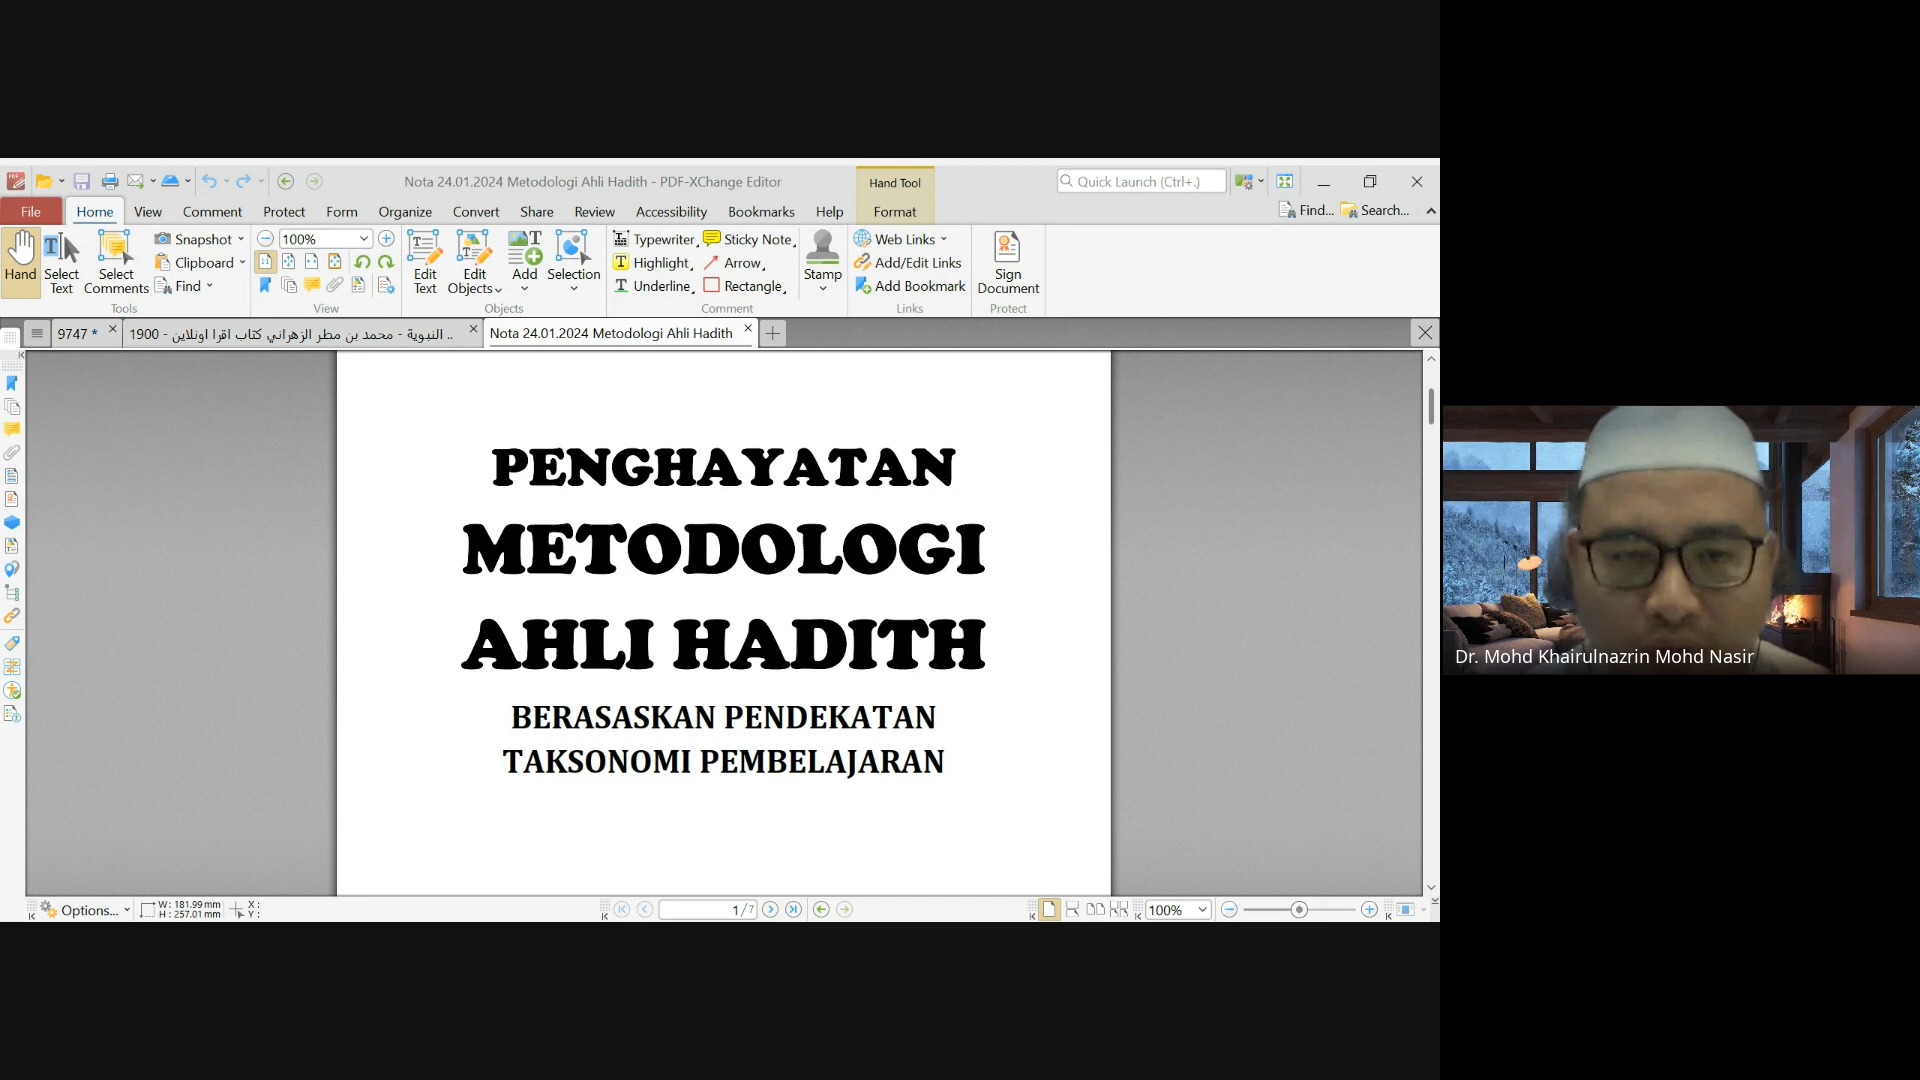 Nota 24.01.2024 Metodologi Ahli Hadith - PDF-XChange Editor
Hand Tool
Quick Launch (Ctrl+.)
File Home View Comment Protect Form Organize Convert Share Review Accessibility Bookmarks Help Format Find... Search...
Hand
Select Text
Select Comments
Snapshot
Clipboard
Find
Tools
100%
View
Edit Text
Edit Objects
Add
Selection
Objects
Typewriter
Sticky Note
Highlight
Arrow
Underline
Rectangle
Comment
Stamp
Web Links
Add/Edit Links
Add Bookmark
Links
Sign Document
Protect
9747 *
.. النبوية - محمد بن مطر الزهراني كتاب اقرا اونلاين - 1900
Nota 24.01.2024 Metodologi Ahli Hadith
PENGHAYATAN
METODOLOGI
AHLI HADITH
BERASASKAN PENDEKATAN
TAKSONOMI PEMBELAJARAN
Dr. Mohd Khairulnazrin Mohd Nasir
Options...
W: 181.99 mm
H: 257.01 mm
X:
Y:
1/7
100%